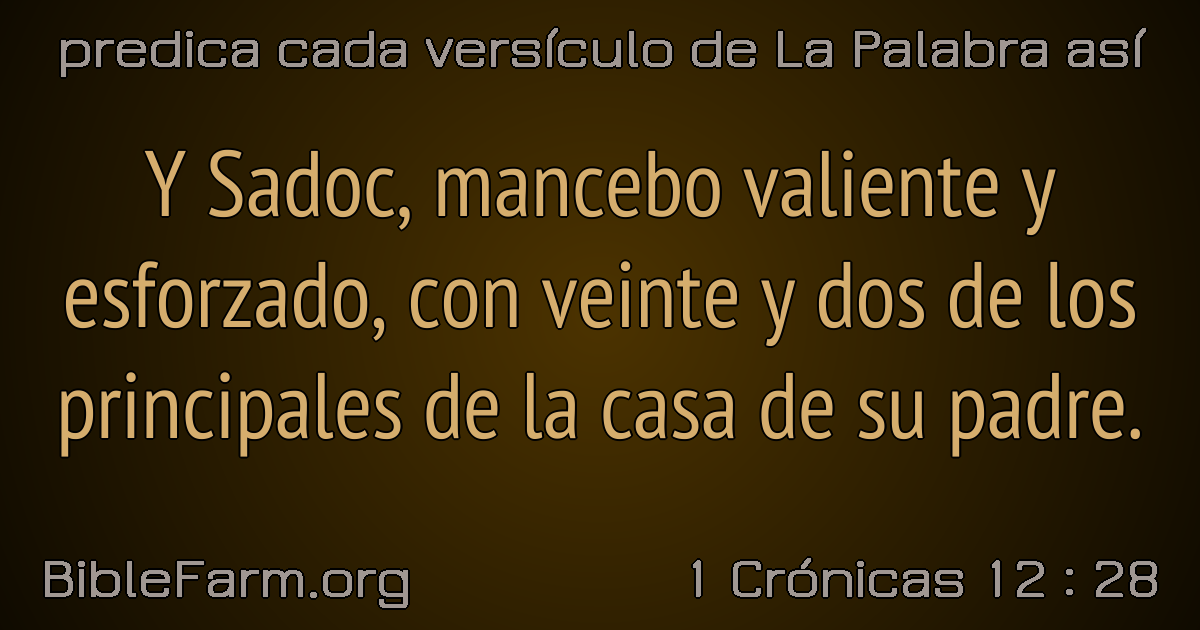 predica cada versículo de La Palabra así
Y Sadoc, mancebo valiente y
esforzado, con veinte y dos de los
principales de la casa de su padre.
BibleFarm.org
1 Crónicas 12 : 28